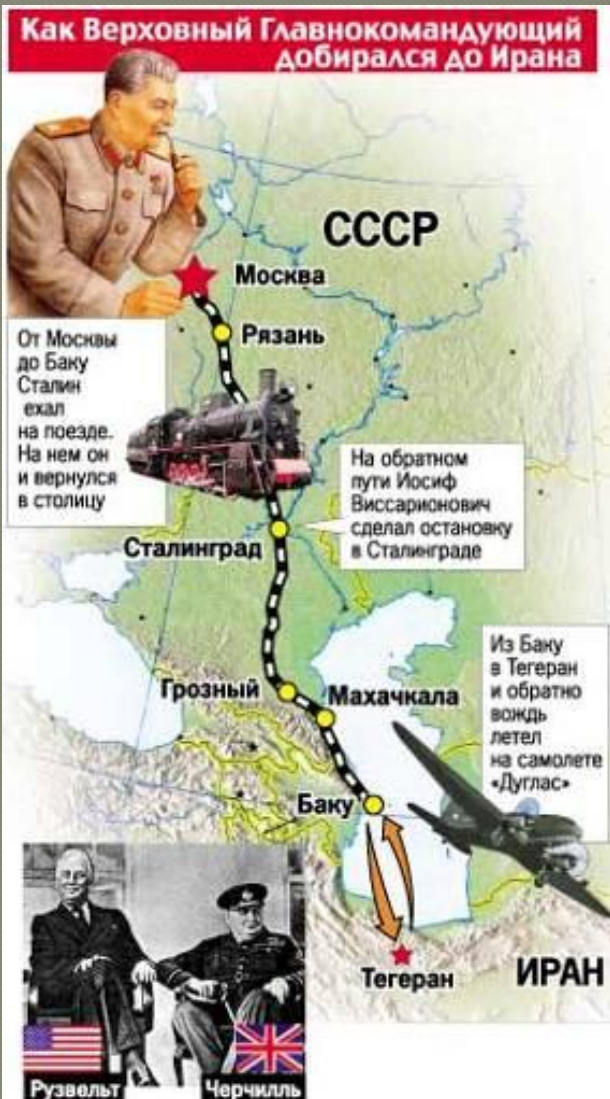 Как Верховный Главнокомандующий
добирался до Ирана
СССР
Москва
Рязань
От Москвы
до Баку
Сталин
ехал
на поезде.
На нем он
и вернулся
в столицу
На обратном
пути Иосиф
Виссарионович
сделал остановку
в Сталинграде
Сталинград
Грозный
Махачкала
Из Баку
в Тегеран
и обратно
вождь
летел
на самолете
«Дуглас»
Баку
Тегеран
ИРАН
Рузвельт
Черчилль